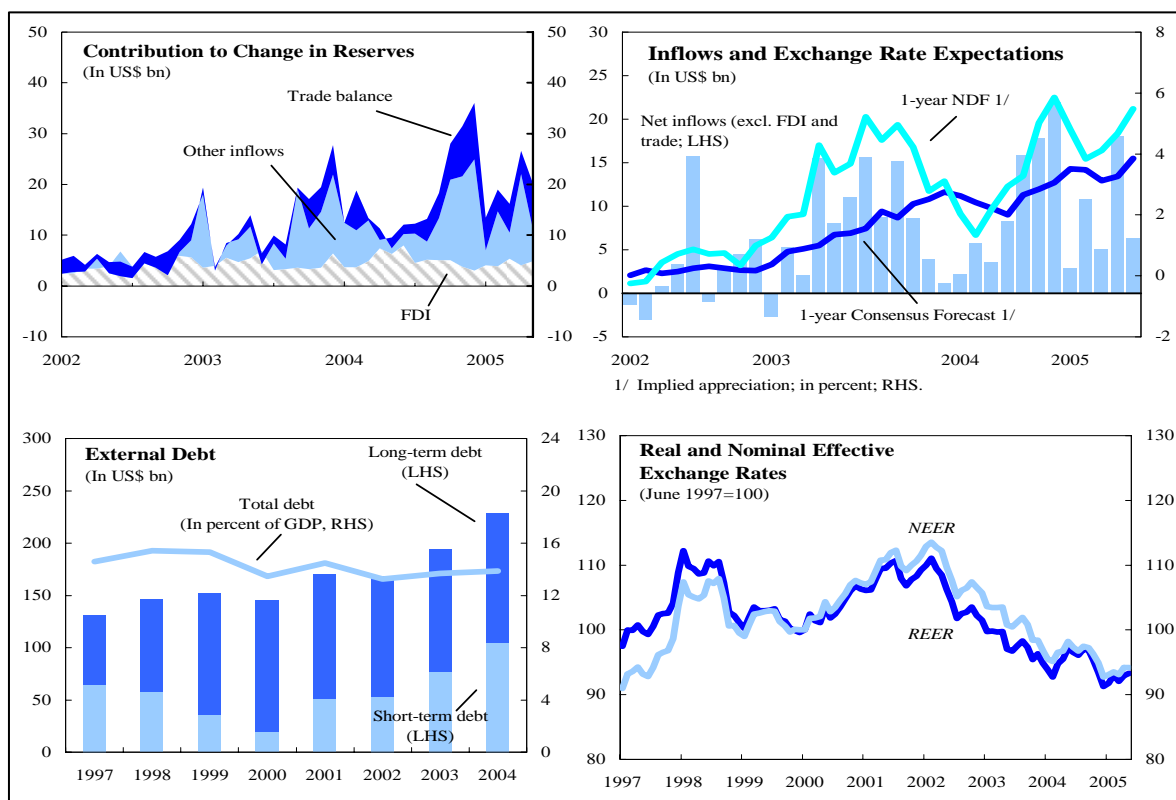 Contribution to Change in Reserves
(In US$ bn)
Trade balance
Other inflows
FDI
50
40
30
20
10
0
-10
50
40
30
20
10
0
-10
2002 2003 2004 2005
Inflows and Exchange Rate Expectations
(In US$ bn)
1-year NDF 1/
Net inflows (excl. FDI and
trade; LHS)
1-year Consensus Forecast 1/
30
25
20
15
10
5
0
-5
8
6
4
2
0
-2
2002 2003 2004 2005
1/ Implied appreciation; in percent; RHS.
External Debt
(In US$ bn)
Long-term debt
(LHS)
Total debt
(In percent of GDP, RHS)
Short-term debt
(LHS)
300
250
200
150
100
50
0
24
20
16
12
8
4
0
1997 1998 1999 2000 2001 2002 2003 2004
Real and Nominal Effective
Exchange Rates
(June 1997=100)
NEER
REER
130
120
110
100
90
80
130
120
110
100
90
80
1997 1998 1999 2000 2001 2002 2003 2004 2005